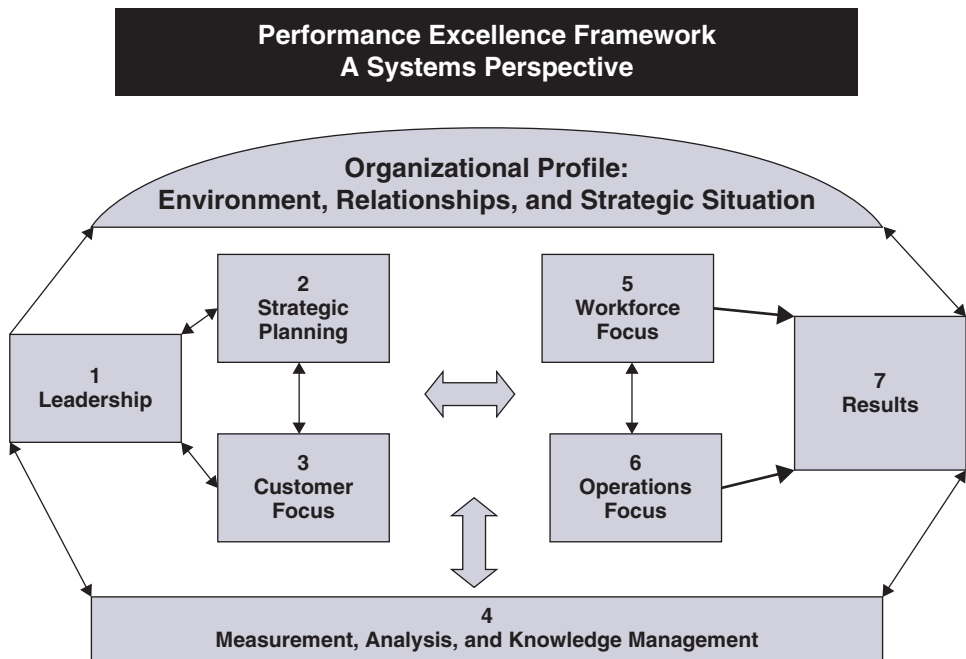 Performance Excellence Framework
A Systems Perspective
Organizational Profile:
Environment, Relationships, and Strategic Situation
1
Leadership
2
Strategic
Planning
3
Customer
Focus
5
Workforce
Focus
6
Operations
Focus
7
Results
4
Measurement, Analysis, and Knowledge Management